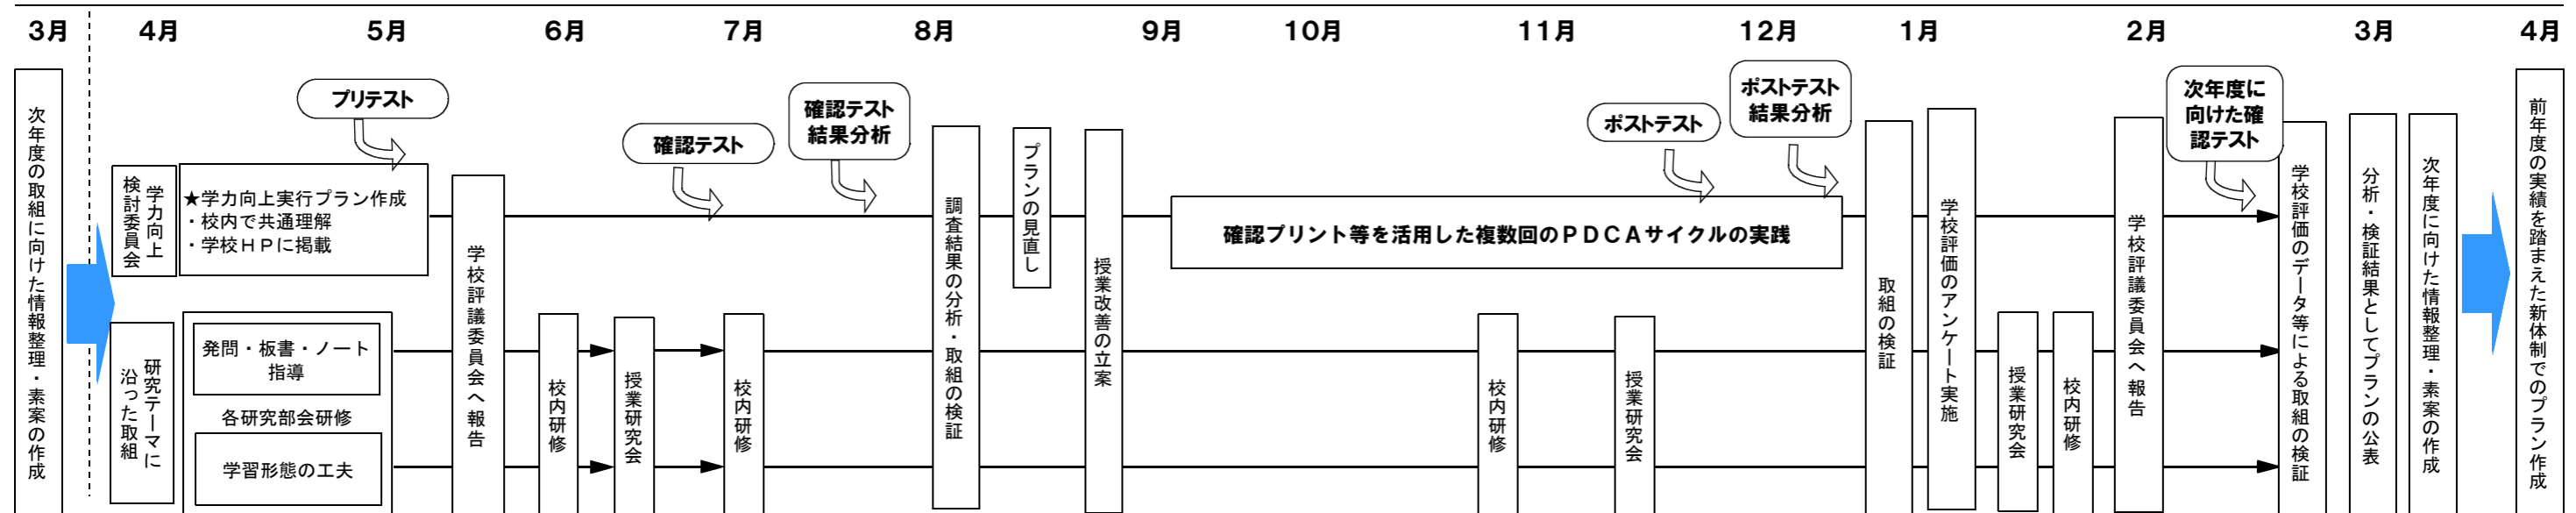 3月
4月
5月
6月
7月
8月
9月
10月
11月
12月
1月
2月
3月
4月
次年度の取組に向けた情報整理・素案の作成
学力向上
検討委員会
プリテスト
★学力向上実行プラン作成
・校内で共通理解
・学校ＨＰに掲載
研究テーマに
沿った取組
発問・板書・ノート
指導
各研究部会研修
学習形態の工夫
学校評議委員会へ報告
校内研修
授業研究会
確認テスト
校内研修
確認テスト
結果分析
調査結果の分析・取組の検証
プランの見直し
授業改善の立案
確認プリント等を活用した複数回のＰＤＣＡサイクルの実践
校内研修
授業研究会
ポストテスト
ポストテスト
結果分析
取組の検証
学校評価のアンケート実施
授業研究会
校内研修
学校評議委員会へ報告
次年度に
向けた確
認テスト
学校評価のデータ等による取組の検証
分析・検証結果としてプランの公表
次年度に向けた情報整理・素案の作成
前年度の実績を踏まえた新体制でのプラン作成